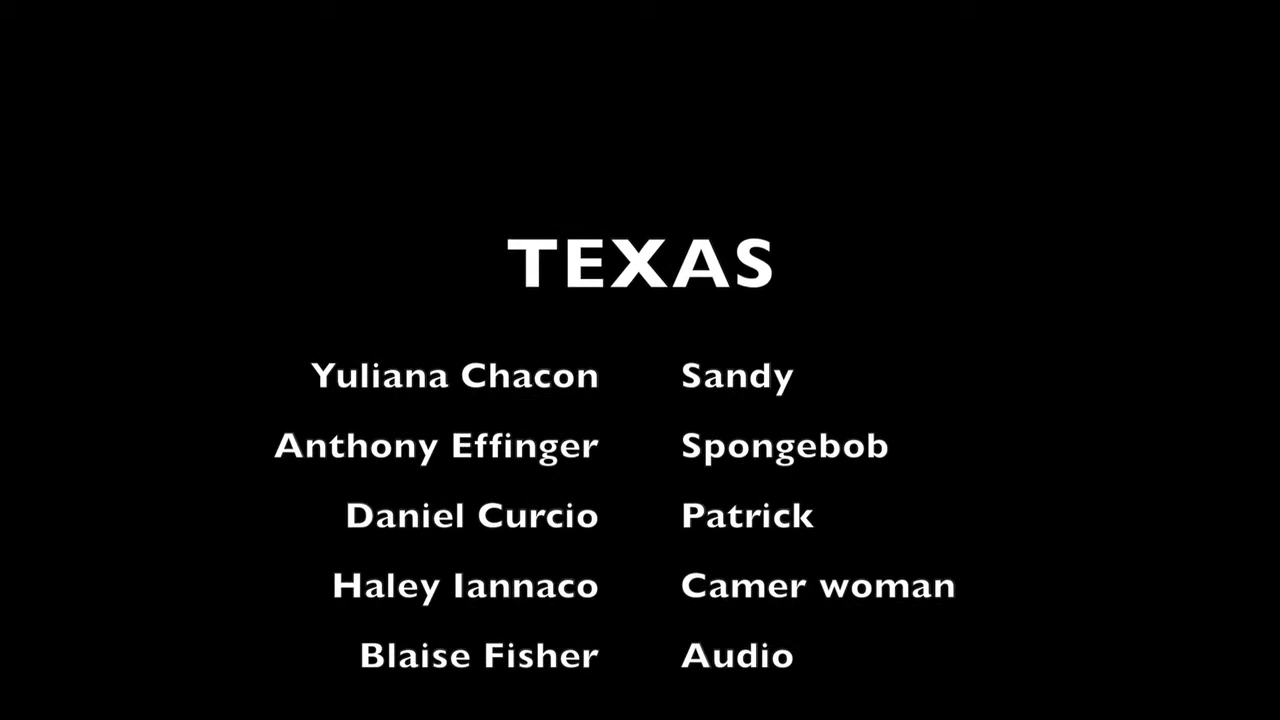 TEXAS
Yuliana Chacon Sandy
Anthony Effinger Spongebob
Daniel Curcio Patrick
Haley Iannaco Camer woman
Blaise Fisher Audio